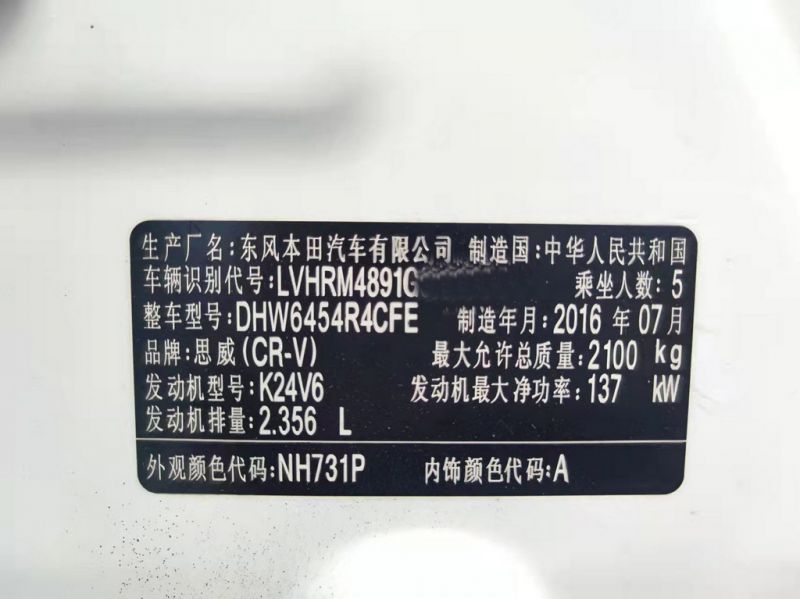 生产厂名:东风本田汽车有限公司 制造国:中华人民共和国
车辆识别代号:LVHRM4891G 乘坐人数:5
整车型号:DHW6454R4CFE 制造年月:2016 年 07月
品牌:思威(CR-V) 最大允许总质量:2100 kg
发动机型号:K24V6 发动机最大净功率:137 kW
发动机排量:2.356 L
外观颜色代码:NH731P 内饰颜色代码:A